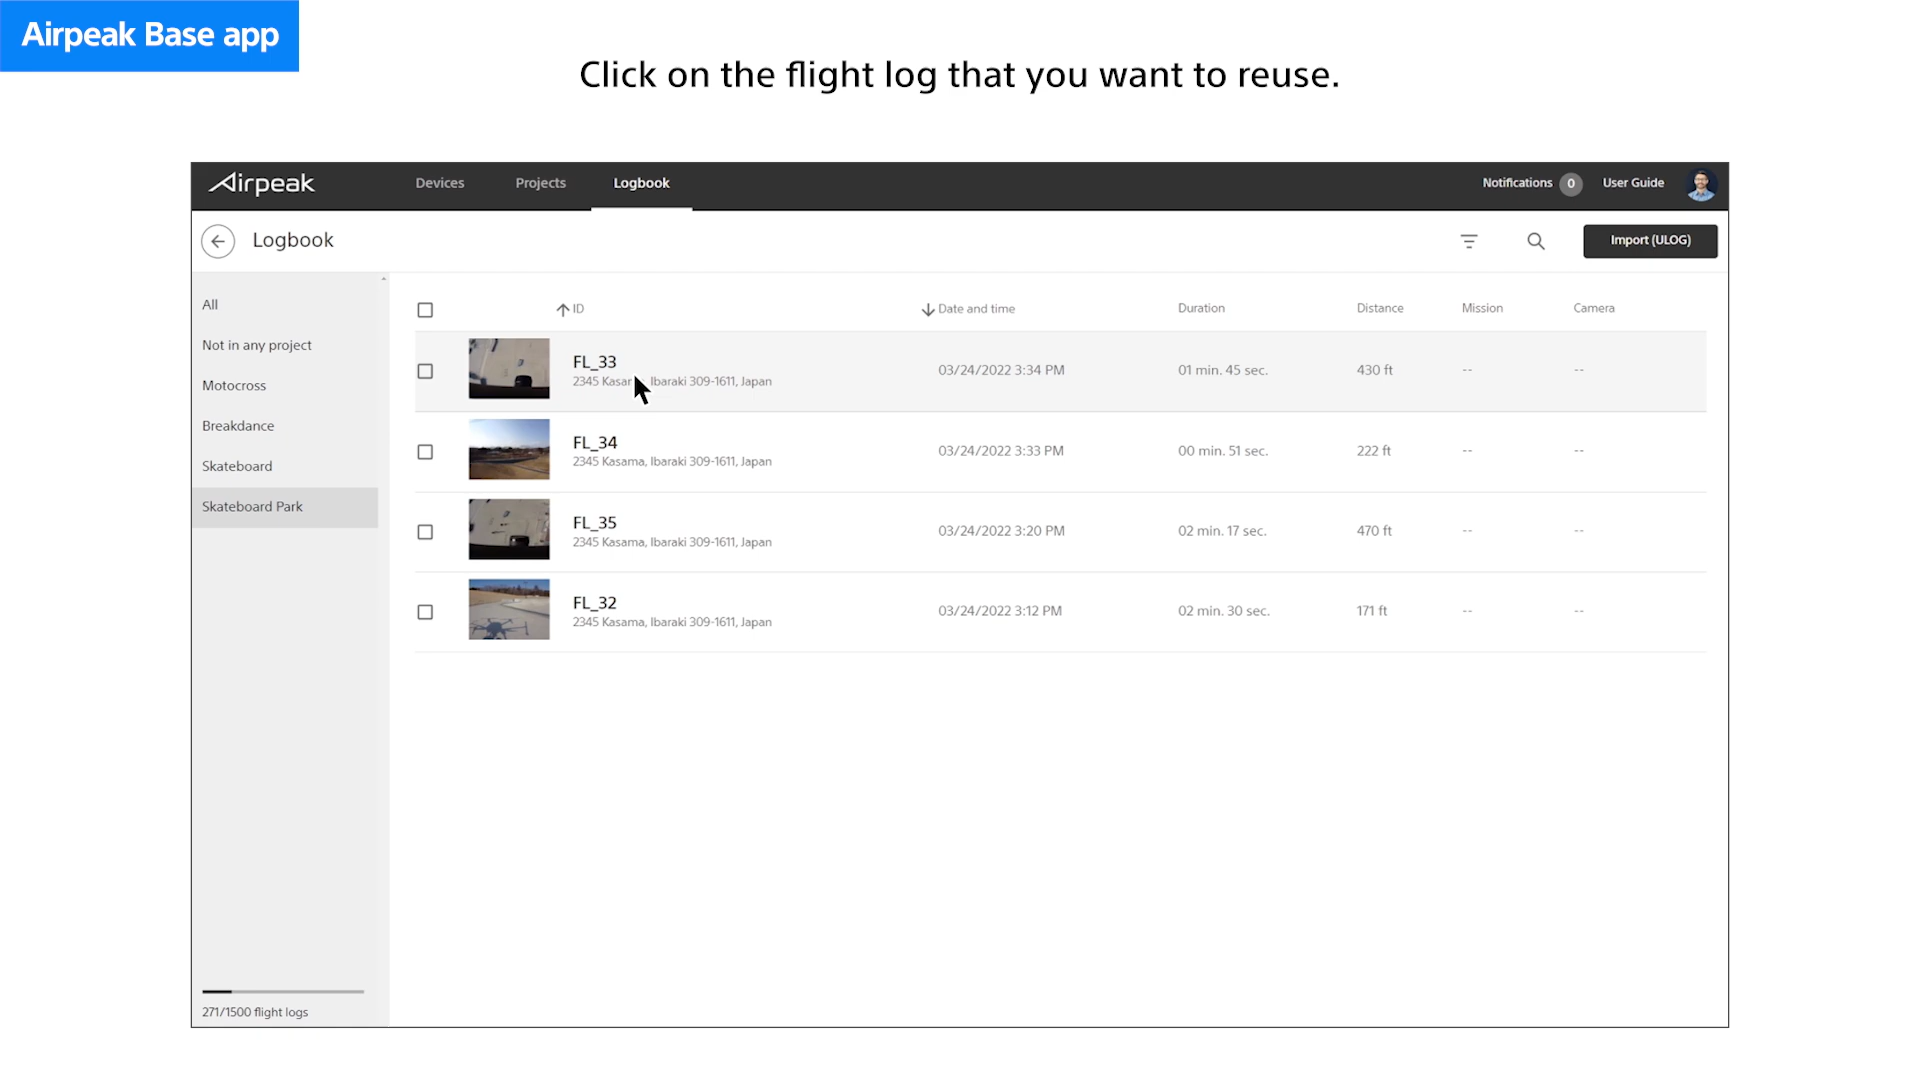 Airpeak Base app
Click on the flight log that you want to reuse.
Airpeak Devices Projects Logbook Notifications 0 User Guide
Logbook Import (ULOG)
All
Not in any project
Motocross
Breakdance
Skateboard
Skateboard Park
271/1500 flight logs
ID Date and time Duration Distance Mission Camera
FL_33
2345 Kasama, Ibaraki 309-1611, Japan
03/24/2022 3:34 PM 01 min. 45 sec. 430 ft -- --
FL_34
2345 Kasama, Ibaraki 309-1611, Japan
03/24/2022 3:33 PM 00 min. 51 sec. 222 ft -- --
FL_35
2345 Kasama, Ibaraki 309-1611, Japan
03/24/2022 3:20 PM 02 min. 17 sec. 470 ft -- --
FL_32
2345 Kasama, Ibaraki 309-1611, Japan
03/24/2022 3:12 PM 02 min. 30 sec. 171 ft -- --